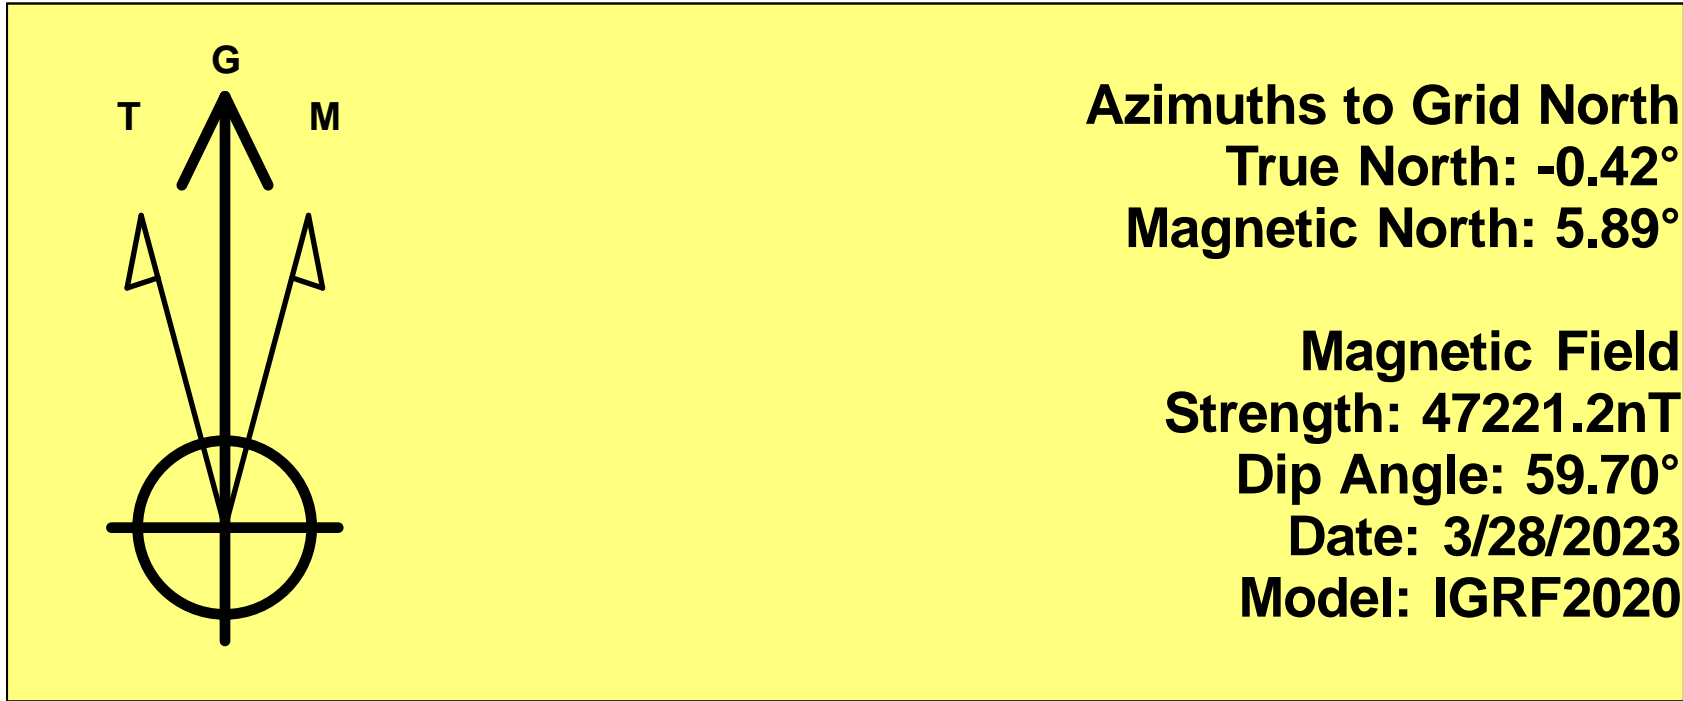 G
T M
Azimuths to Grid North
True North: -0.42°
Magnetic North: 5.89°
Magnetic Field
Strength: 47221.2nT
Dip Angle: 59.70°
Date: 3/28/2023
Model: IGRF2020